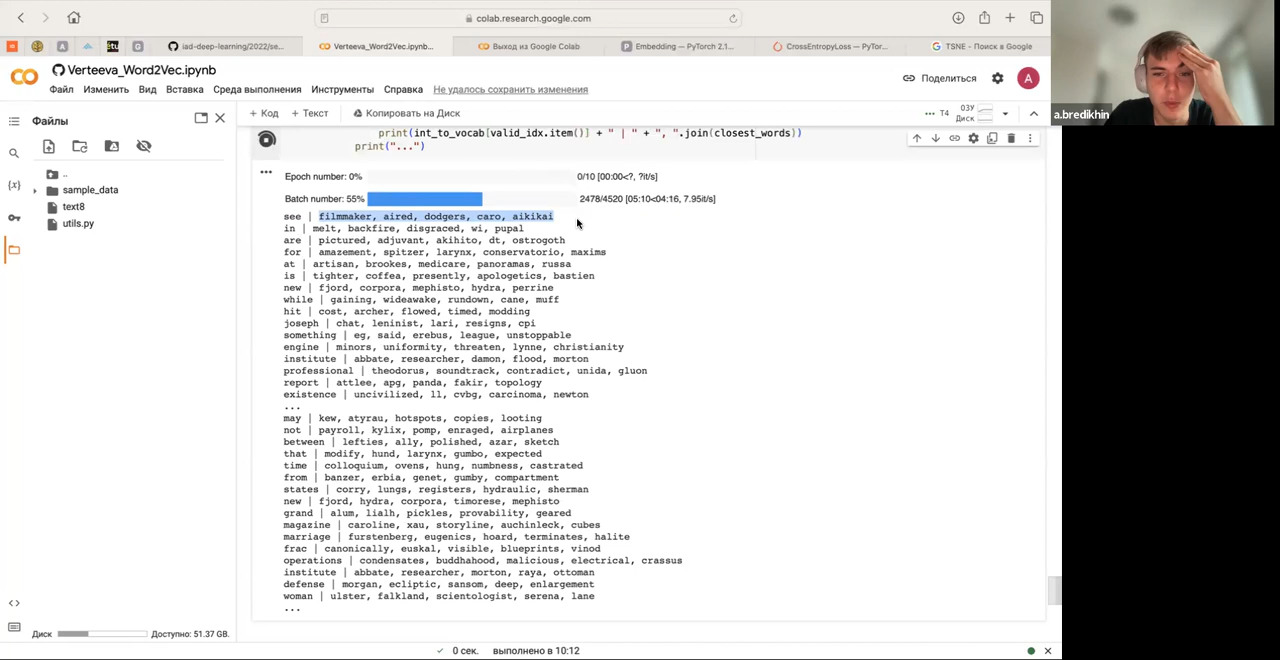 colab.research.google.com
iad-deep-learning/2022/se...
Verteeva_Word2Vec.ipynb...
Выход из Google Colab
Embedding — PyTorch 2.1...
CrossEntropyLoss — PyTor...
TSNE - Поиск в Google
Verteeva_Word2Vec.ipynb
Файл Изменить Вид Вставка Среда выполнения Инструменты Справка Не удалось сохранить изменения
Поделиться
A
a.bredikhin
Файлы
+ Код + Текст Копировать на Диск
T4 ОЗУ Диск
..
sample_data
text8
utils.py
print(int_to_vocab[valid_idx.item()] + " | " + ", ".join(closest_words))
print("...")
Epoch number: 0% 0/10 [00:00<?, ?it/s]
Batch number: 55% 2478/4520 [05:10<04:16, 7.95it/s]
see | filmmaker, aired, dodgers, caro, aikikai
in | melt, backfire, disgraced, wi, pupal
are | pictured, adjuvant, akihito, dt, ostrogoth
for | amazement, spitzer, larynx, conservatorio, maxims
at | artisan, brookes, medicare, panoramas, russa
is | tighter, coffea, presently, apologetics, bastien
new | fjord, corpora, mephisto, hydra, perrine
while | gaining, wideawake, rundown, cane, muff
hit | cost, archer, flowed, timed, modding
joseph | chat, leninist, lari, resigns, cpi
something | eg, said, erebus, league, unstoppable
engine | minors, uniformity, threaten, lynne, christianity
institute | abbate, researcher, damon, flood, morton
professional | theodorus, soundtrack, contradict, unida, gluon
report | attlee, apg, panda, fakir, topology
existence | uncivilized, ll, cvbg, carcinoma, newton
...
may | kew, atyrau, hotspots, copies, looting
not | payroll, kylix, pomp, enraged, airplanes
between | lefties, ally, polished, azar, sketch
that | modify, hund, larynx, gumbo, expected
time | colloquium, ovens, hung, numbness, castrated
from | banzer, erbia, genet, gumby, compartment
states | corry, lungs, registers, hydraulic, sherman
new | fjord, hydra, corpora, timorese, mephisto
grand | alum, lialh, pickles, provability, geared
magazine | caroline, xau, storyline, auchinleck, cubes
marriage | furstenberg, eugenics, hoard, terminates, halite
frac | canonically, euskal, visible, blueprints, vinod
operations | condensates, buddhahood, malicious, electrical, crassus
institute | abbate, researcher, morton, raya, ottoman
defense | morgan, ecliptic, sansom, deep, enlargement
woman | ulster, falkland, scientologist, serena, lane
...
Диск Доступно: 51.37 GB.
0 сек. выполнено в 10:12